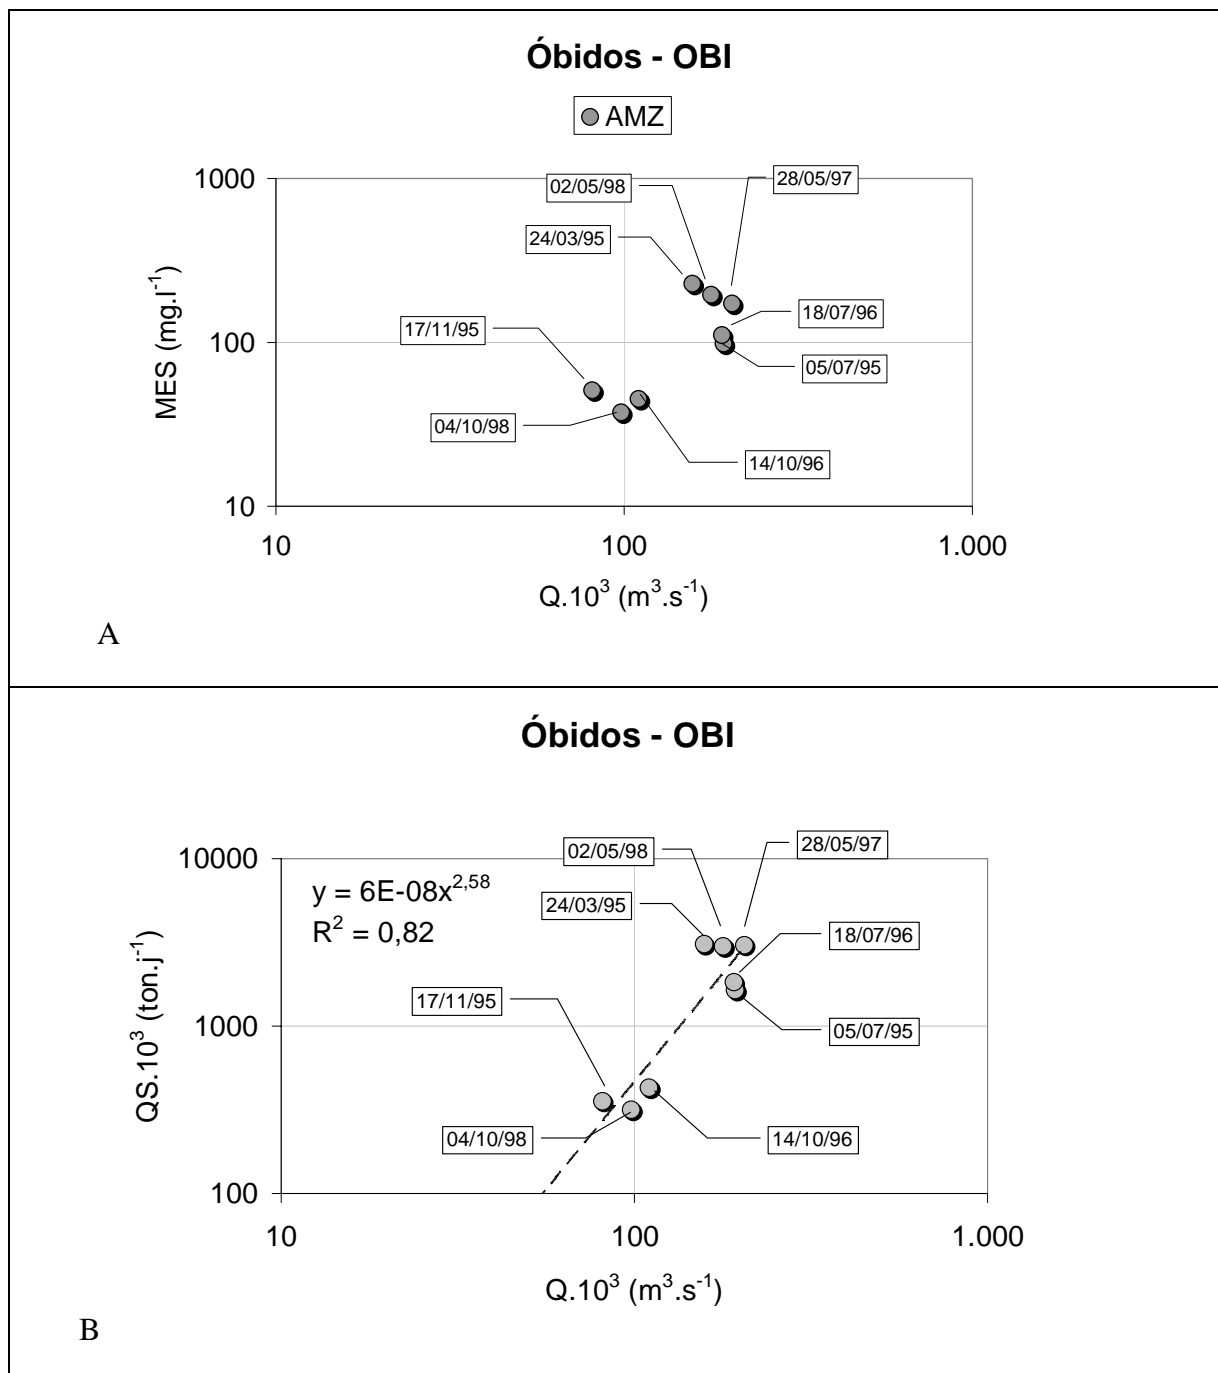 Óbidos - OBI
AMZ
1000
100
10
MES (mg.l⁻¹)
02/05/98
28/05/97
24/03/95
18/07/96
17/11/95
05/07/95
04/10/98
14/10/96
10
100
1.000
Q.10³ (m³.s⁻¹)
A
Óbidos - OBI
10000
1000
100
QS.10³ (ton.j⁻¹)
y = 6E-08x^2,58
R² = 0,82
02/05/98
28/05/97
24/03/95
18/07/96
17/11/95
05/07/95
04/10/98
14/10/96
10
100
1.000
Q.10³ (m³.s⁻¹)
B